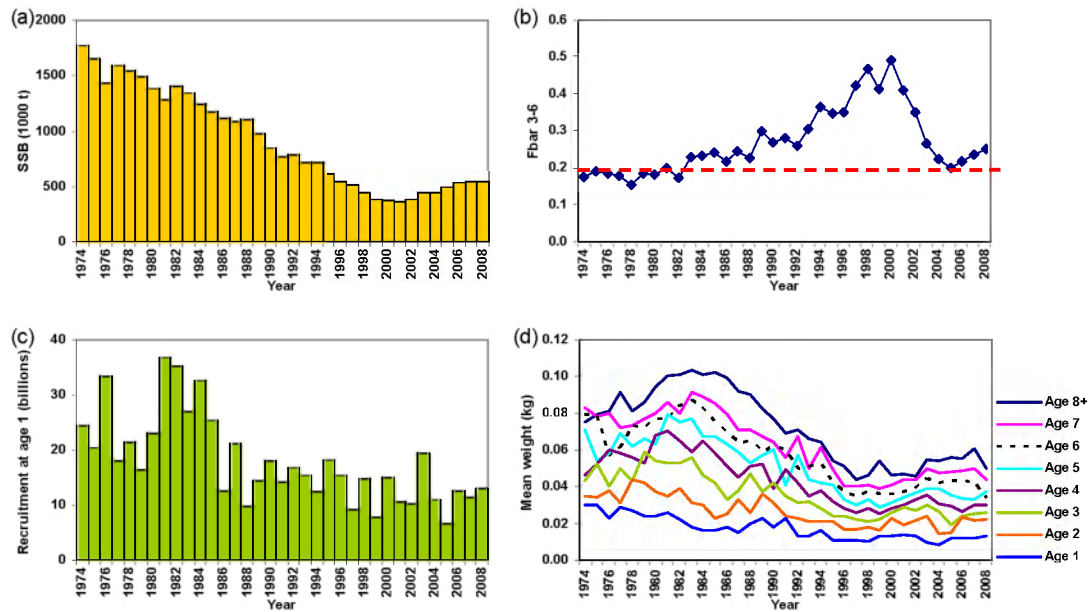 (a)
SSB (1000 t)
2000
1500
1000
500
0
1974 1976 1978 1980 1982 1984 1986 1988 1990 1992 1994 1996 1998 2000 2002 2004 2006 2008
Year
(b)
Fbar 3-6
0.6
0.5
0.4
0.3
0.2
0.1
0.0
1974 1976 1978 1980 1982 1984 1986 1988 1990 1992 1994 1996 1998 2000 2002 2004 2006 2008
Year
(c)
Recruitment at age 1 (billions)
40
30
20
10
0
1974 1976 1978 1980 1982 1984 1986 1988 1990 1992 1994 1996 1998 2000 2002 2004 2006 2008
Year
(d)
Mean weight (kg)
0.12
0.10
0.08
0.06
0.04
0.02
0.00
1974 1976 1978 1980 1982 1984 1986 1988 1990 1992 1994 1996 1998 2000 2002 2004 2006 2008
Year
Age 8+
Age 7
Age 6
Age 5
Age 4
Age 3
Age 2
Age 1